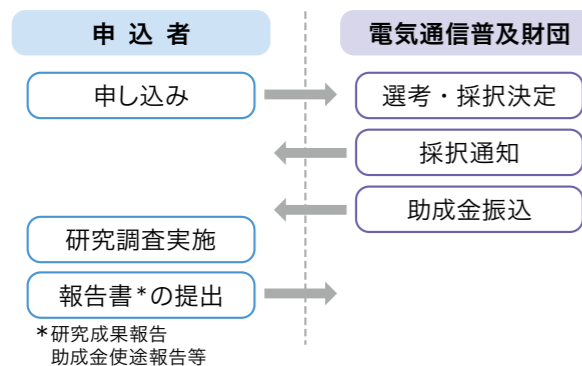 申込者
電気通信普及財団
申し込み
選考・採択決定
採択通知
助成金振込
研究調査実施
報告書*の提出
*研究成果報告
助成金使途報告等